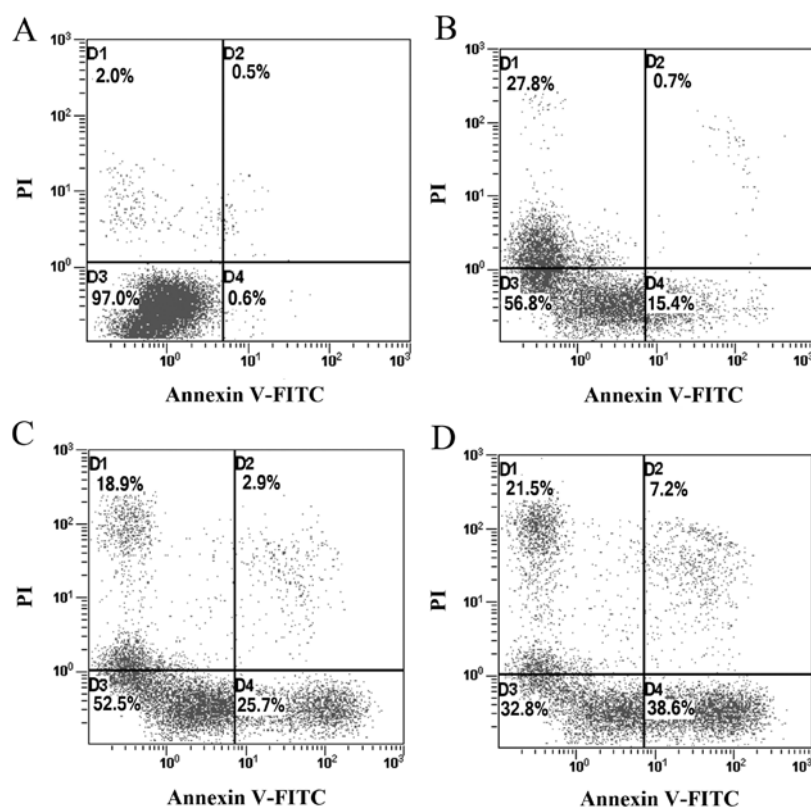 A
B
10³
D1
D2
2.0%
0.5%
10²
PI
10¹
10⁰
D3
D4
97.0%
0.6%
10⁰ 10¹ 10² 10³
Annexin V-FITC
10³
D1
D2
27.8%
0.7%
10²
PI
10¹
10⁰
D3
D4
56.8%
15.4%
10⁰ 10¹ 10² 10³
Annexin V-FITC
C
D
10³
D1
D2
18.9%
2.9%
10²
PI
10¹
10⁰
D3
D4
52.5%
25.7%
10⁰ 10¹ 10² 10³
Annexin V-FITC
10³
D1
D2
21.5%
7.2%
10²
PI
10¹
10⁰
D3
D4
32.8%
38.6%
10⁰ 10¹ 10² 10³
Annexin V-FITC